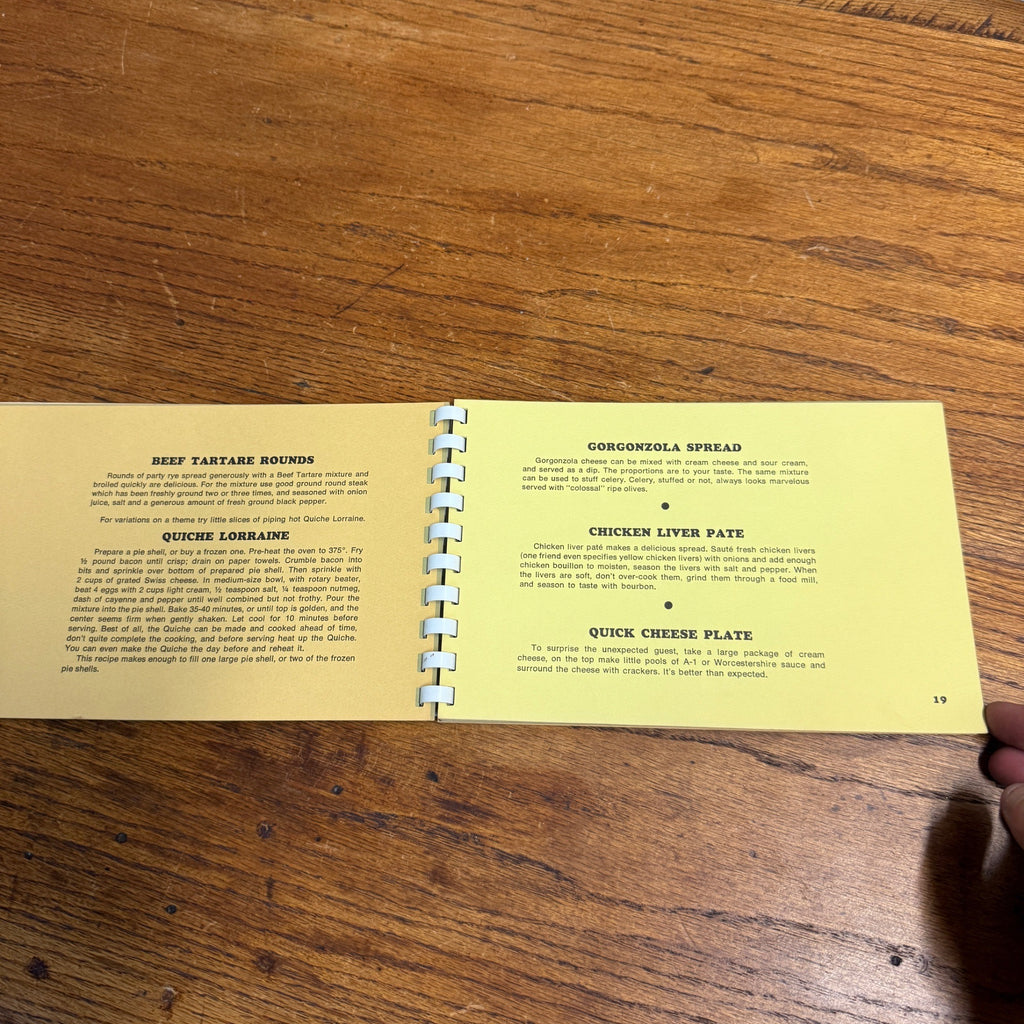 BEEF TARTARE ROUNDS
Rounds of party rye spread generously with a Beef Tartare mixture and
broiled quickly are delicious. For the mixture use good ground round steak
which has been freshly ground two or three times, and seasoned with onion
juice, salt and a generous amount of fresh ground black pepper.
For variations on a theme try little slices of piping hot Quiche Lorraine.
QUICHE LORRAINE
Prepare a pie shell, or buy a frozen one. Pre-heat the oven to 375°. Fry
½ pound bacon until crisp; drain on paper towels. Crumble bacon into
bits and sprinkle over bottom of prepared pie shell. Then sprinkle with
2 cups of grated Swiss cheese. In medium-size bowl, with rotary beater,
beat 4 eggs with 2 cups light cream, ½ teaspoon salt, ¼ teaspoon nutmeg,
dash of cayenne and pepper until well combined but not frothy. Pour the
mixture into the pie shell. Bake 35-40 minutes, or until top is golden, and the
center seems firm when gently shaken. Let cool for 10 minutes before
serving. Best of all, the Quiche can be made and cooked ahead of time,
don't quite complete the cooking, and before serving heat up the Quiche.
You can even make the Quiche the day before and reheat it.
This recipe makes enough to fill one large pie shell, or two of the frozen
pie shells.
GORGONZOLA SPREAD
Gorgonzola cheese can be mixed with cream cheese and sour cream,
and served as a dip. The proportions are to your taste. The same mixture
can be used to stuff celery. Celery, stuffed or not, always looks marvelous
served with "colossal" ripe olives.
CHICKEN LIVER PATE
Chicken liver paté makes a delicious spread. Sauté fresh chicken livers
(one friend even specifies yellow chicken livers) with onions and add enough
chicken bouillon to moisten, season the livers with salt and pepper. When
the livers are soft, don't over-cook them, grind them through a food mill,
and season to taste with bourbon.
QUICK CHEESE PLATE
To surprise the unexpected guest, take a large package of cream
cheese, on the top make little pools of A-1 or Worcestershire sauce and
surround the cheese with crackers. It's better than expected.
19